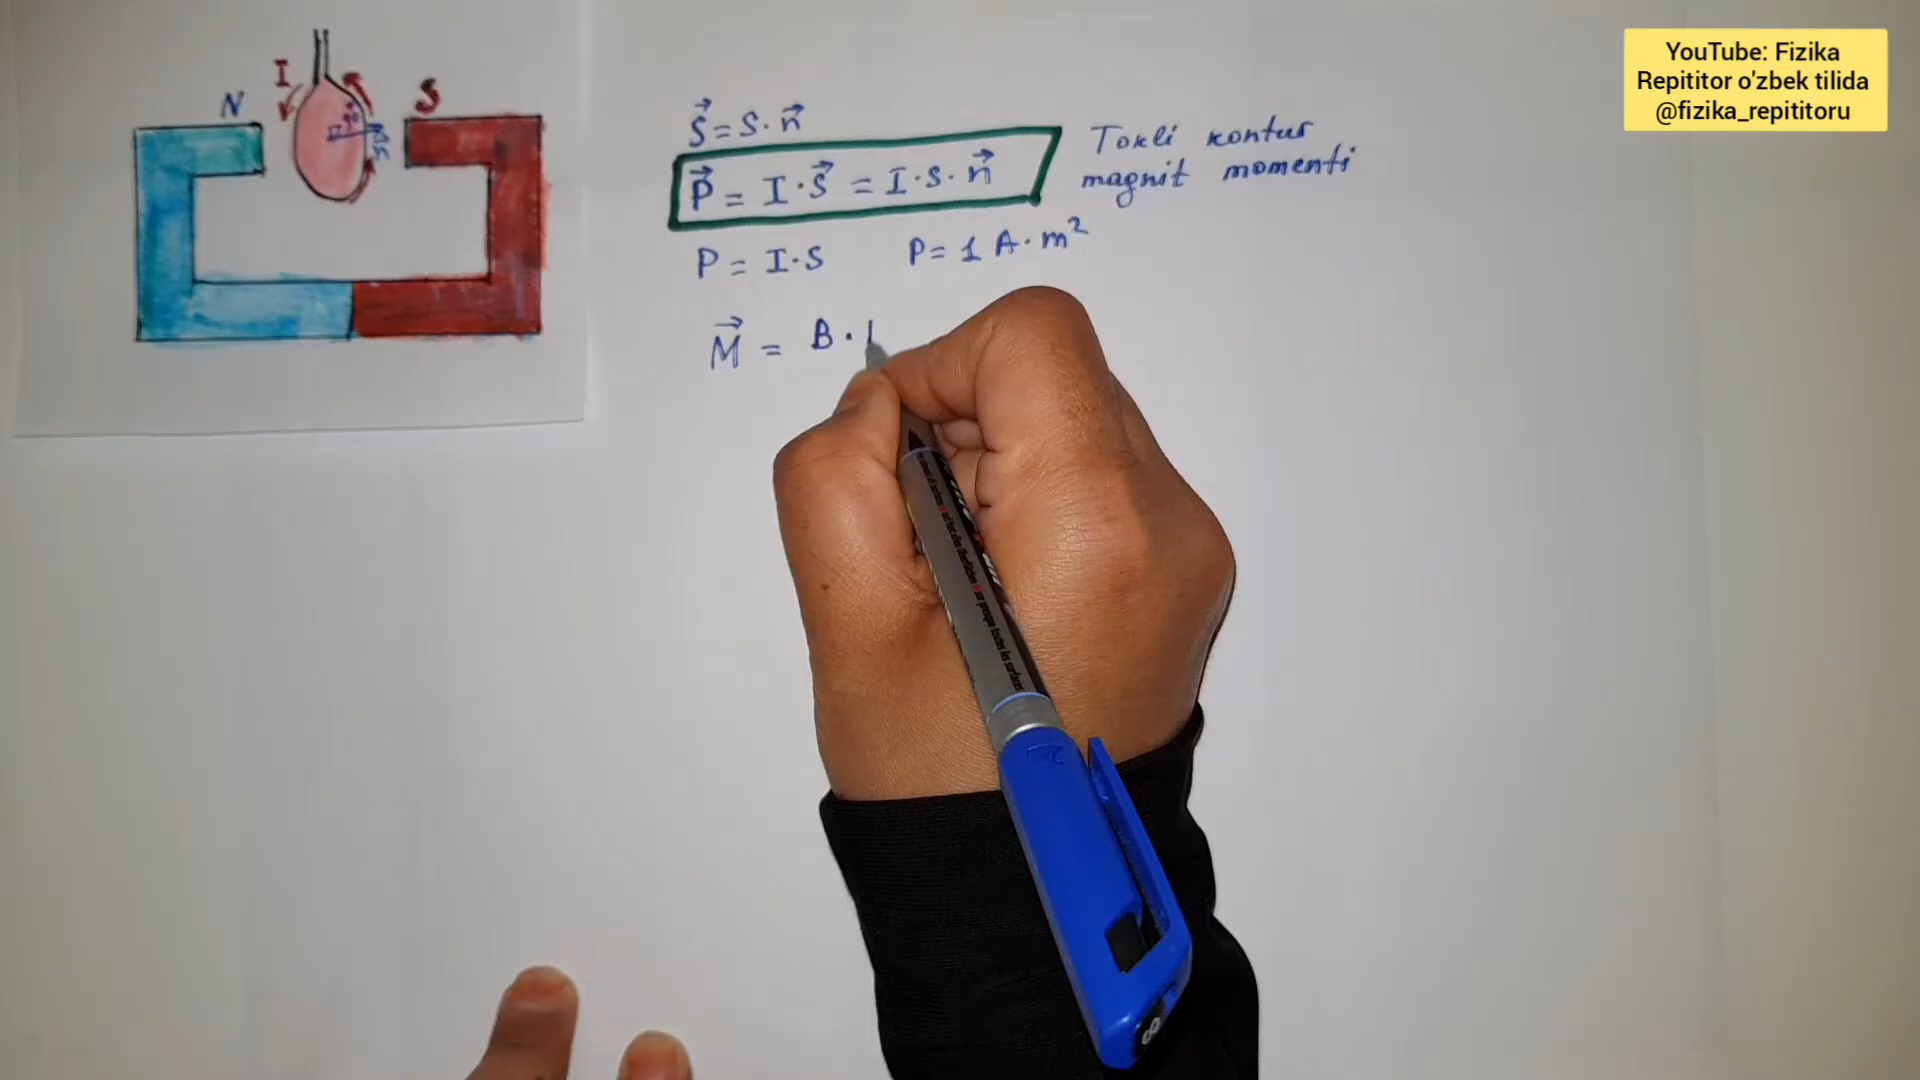 N
I
S
S⃗ = S · n⃗
P⃗ = I · S⃗ = I · S · n⃗
Tokli kontur
magnit momenti
P = I · S
P = 1 A · m²
M⃗ = B ·
YouTube: Fizika
Repititor o'zbek tilida
@fizika_repititoru